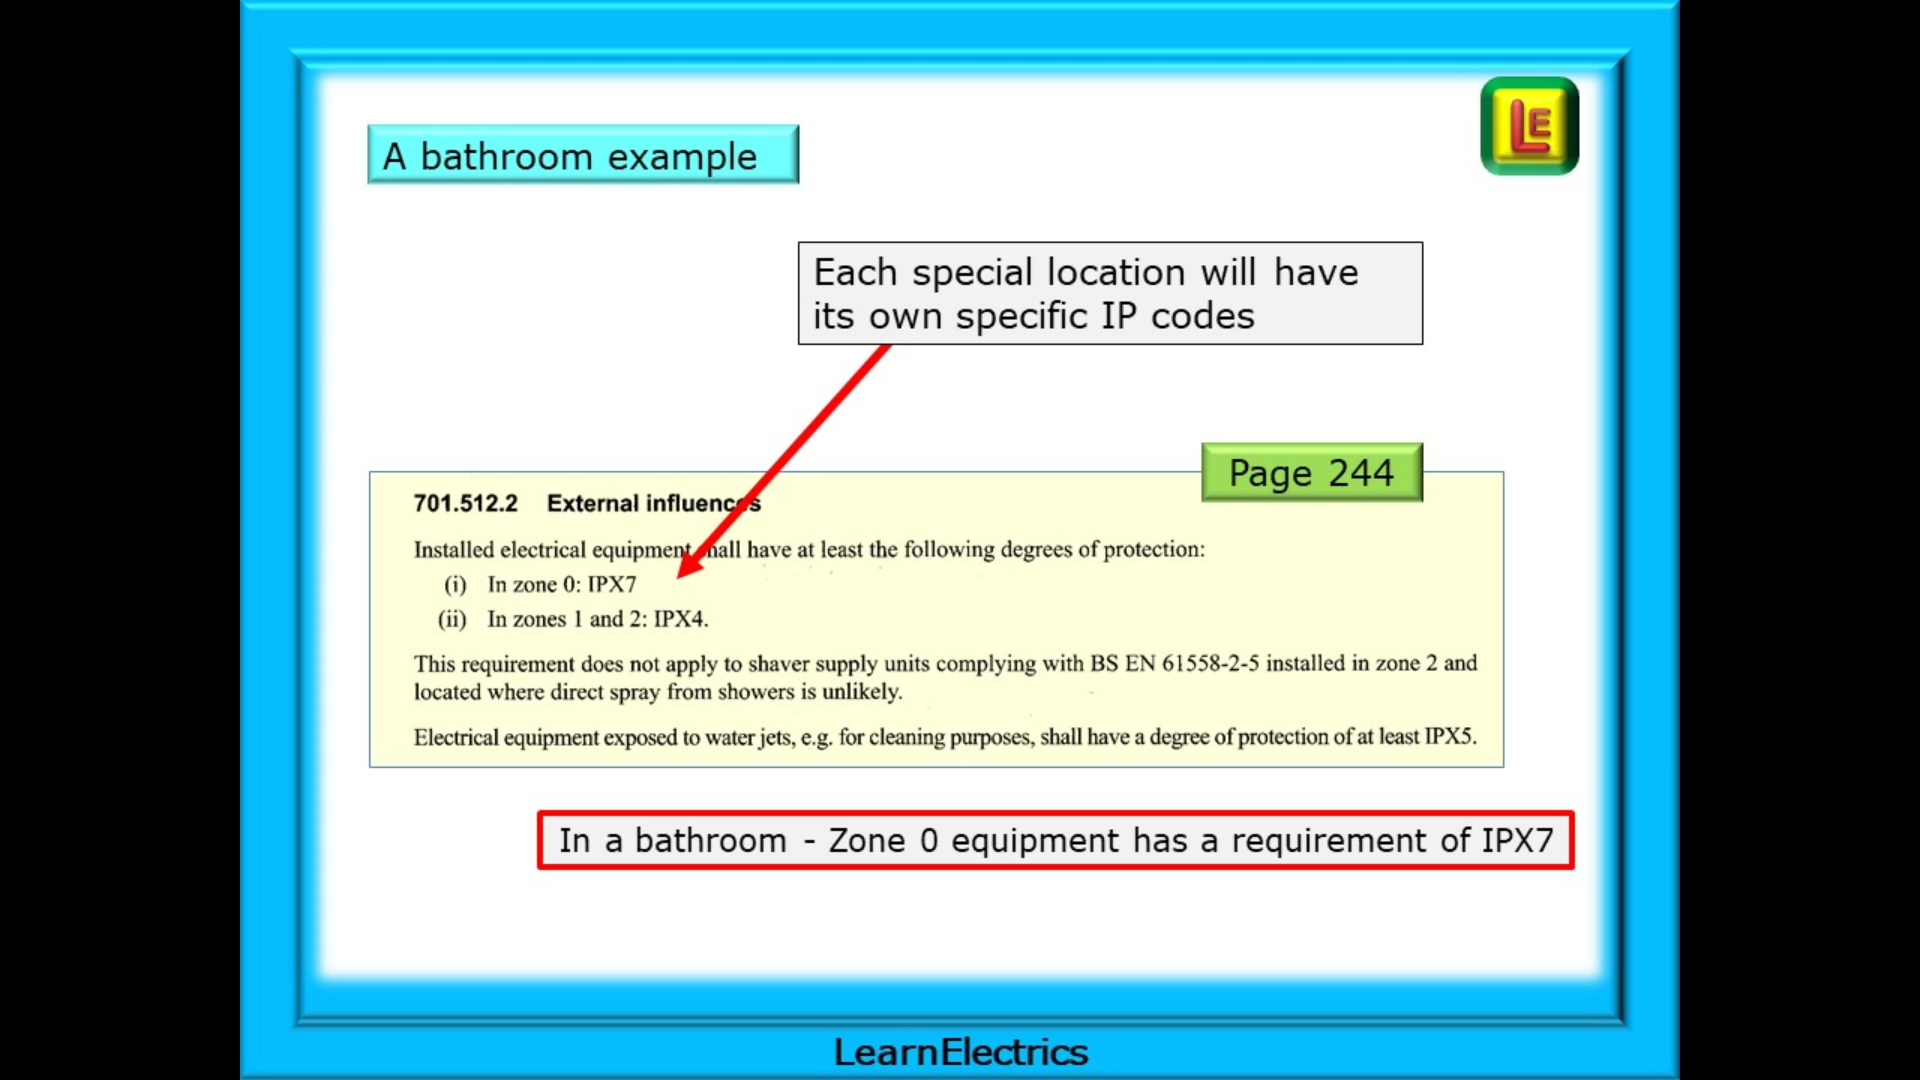 A bathroom example
LE
Each special location will have
its own specific IP codes
Page 244
701.512.2 External influences
Installed electrical equipment shall have at least the following degrees of protection:
(i) In zone 0: IPX7
(ii) In zones 1 and 2: IPX4.
This requirement does not apply to shaver supply units complying with BS EN 61558-2-5 installed in zone 2 and
located where direct spray from showers is unlikely.
Electrical equipment exposed to water jets, e.g. for cleaning purposes, shall have a degree of protection of at least IPX5.
In a bathroom - Zone 0 equipment has a requirement of IPX7
LearnElectrics